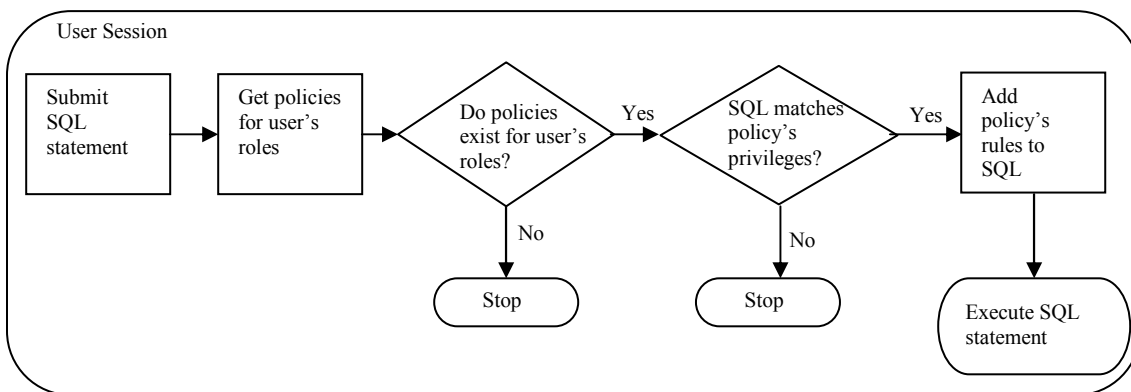 User Session
Submit
SQL
statement
Get policies
for user's
roles
Do policies
exist for user's
roles?
Yes
SQL matches
policy's
privileges?
Yes
Add
policy's
rules to
SQL
No
No
Stop
Stop
Execute SQL
statement